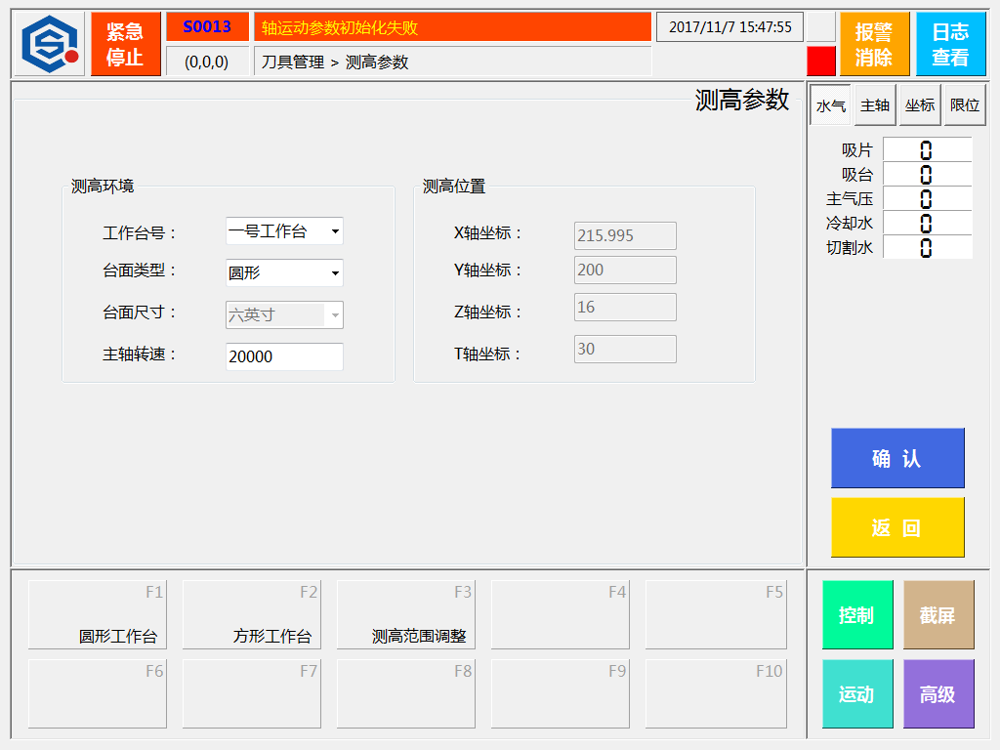 紧急
停止
S0013
轴运动参数初始化失败
2017/11/7 15:47:55
报警
消除
日志
查看
(0,0,0)
刀具管理 > 测高参数
测高参数
水气
主轴
坐标
限位
吸片 0
吸台 0
主气压 0
冷却水 0
切割水 0
测高环境
工作台号： 一号工作台
台面类型： 圆形
台面尺寸： 六英寸
主轴转速： 20000
测高位置
X轴坐标： 215.995
Y轴坐标： 200
Z轴坐标： 16
T轴坐标： 30
确 认
返 回
F1
圆形工作台
F2
方形工作台
F3
测高范围调整
F4
F5
F6
F7
F8
F9
F10
控制
截屏
运动
高级